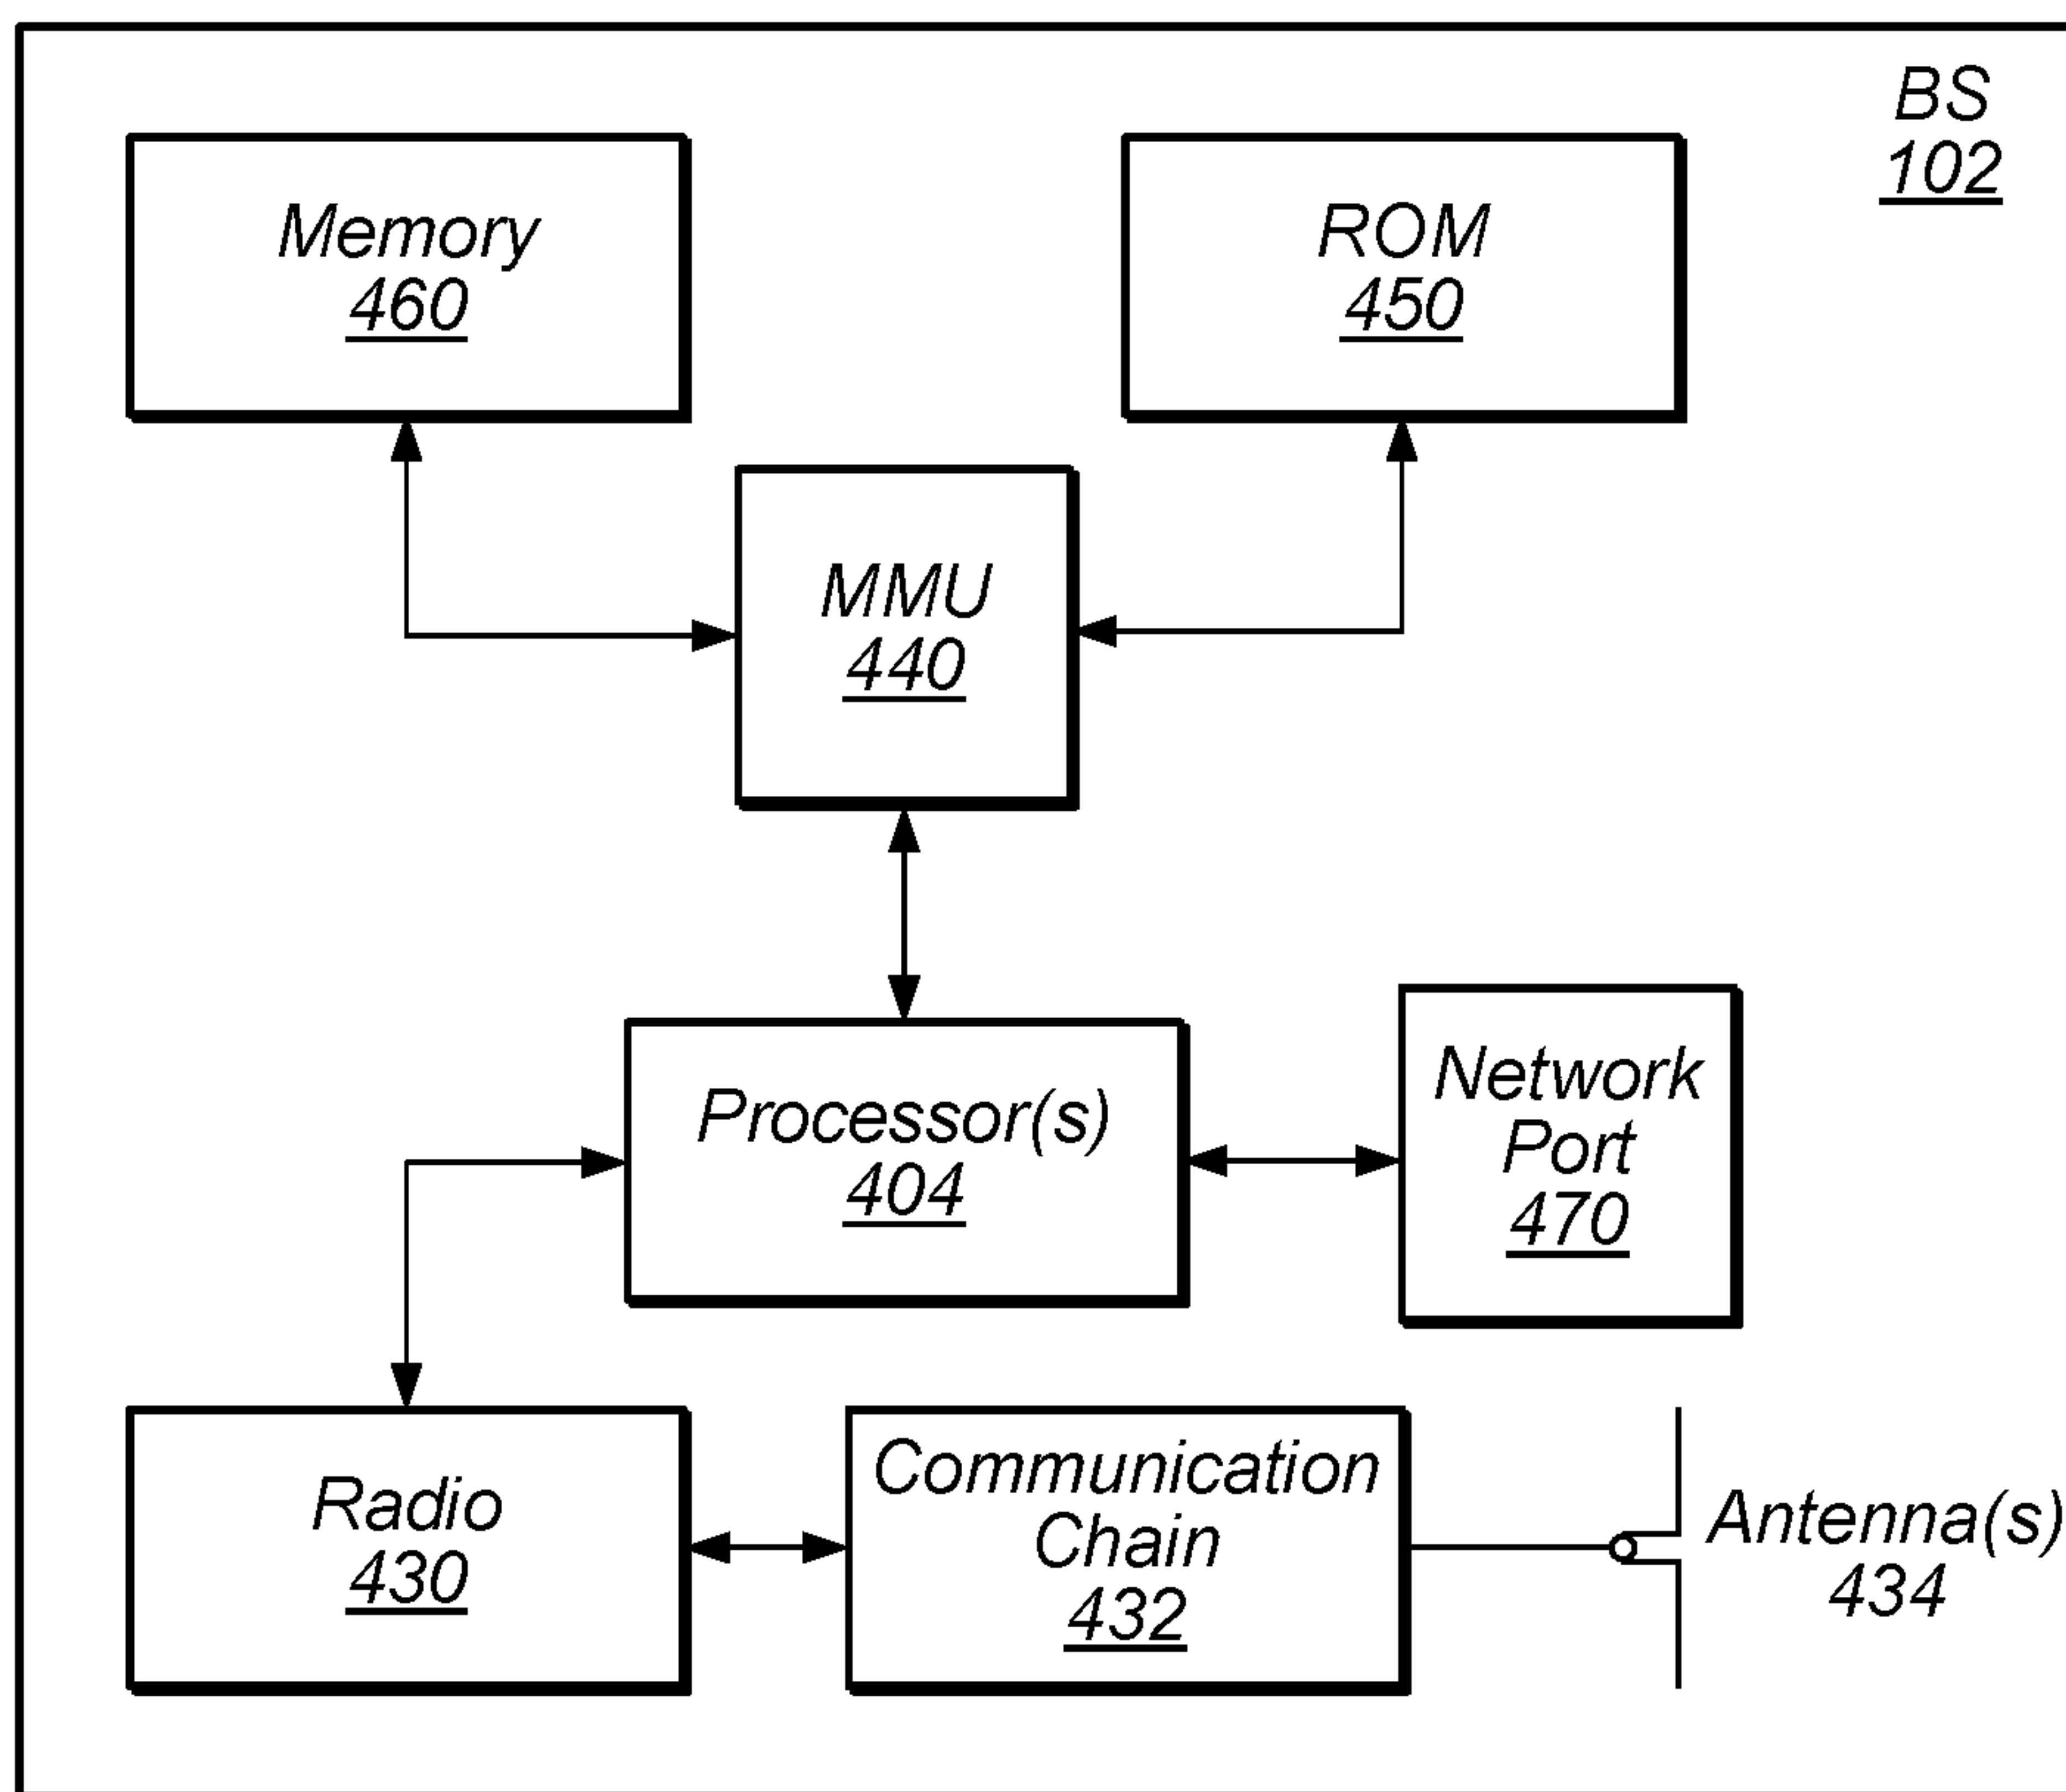 BS
102
Memory
460
ROM
450
MMU
440
Processor(s)
404
Network
Port
470
Radio
430
Communication
Chain
432
Antenna(s)
434